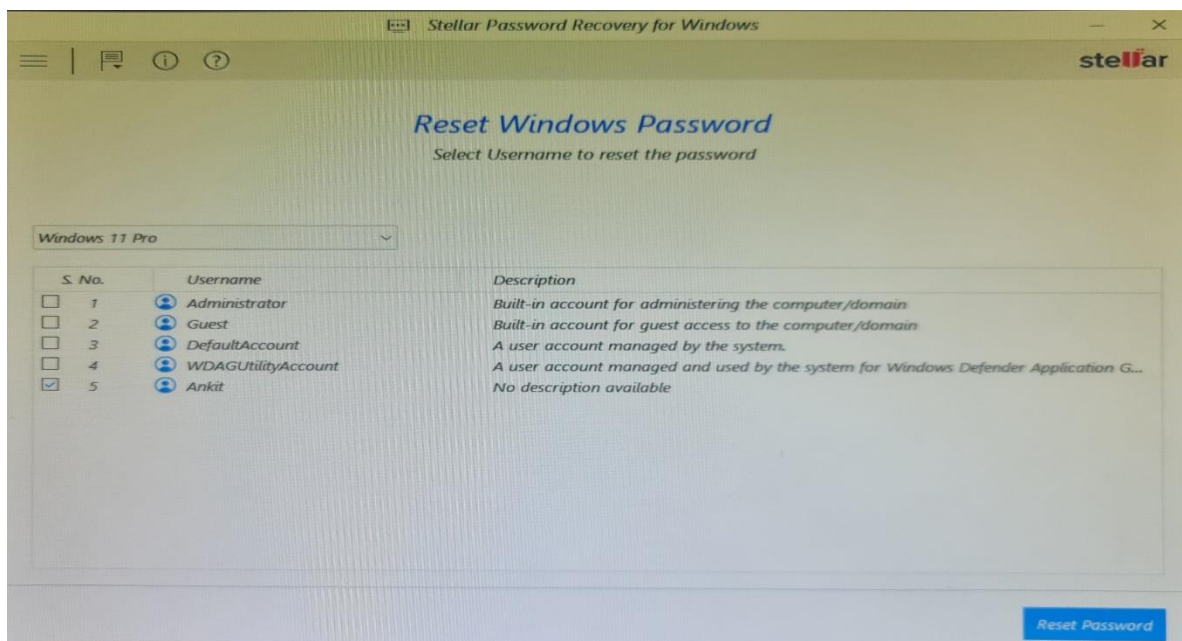 Stellar Password Recovery for Windows
stellar
Reset Windows Password
Select Username to reset the password
Windows 11 Pro
S. No. Username Description
1 Administrator Built-in account for administering the computer/domain
2 Guest Built-in account for guest access to the computer/domain
3 DefaultAccount A user account managed by the system.
4 WDAGUtilityAccount A user account managed and used by the system for Windows Defender Application G...
5 Ankit No description available
Reset Password